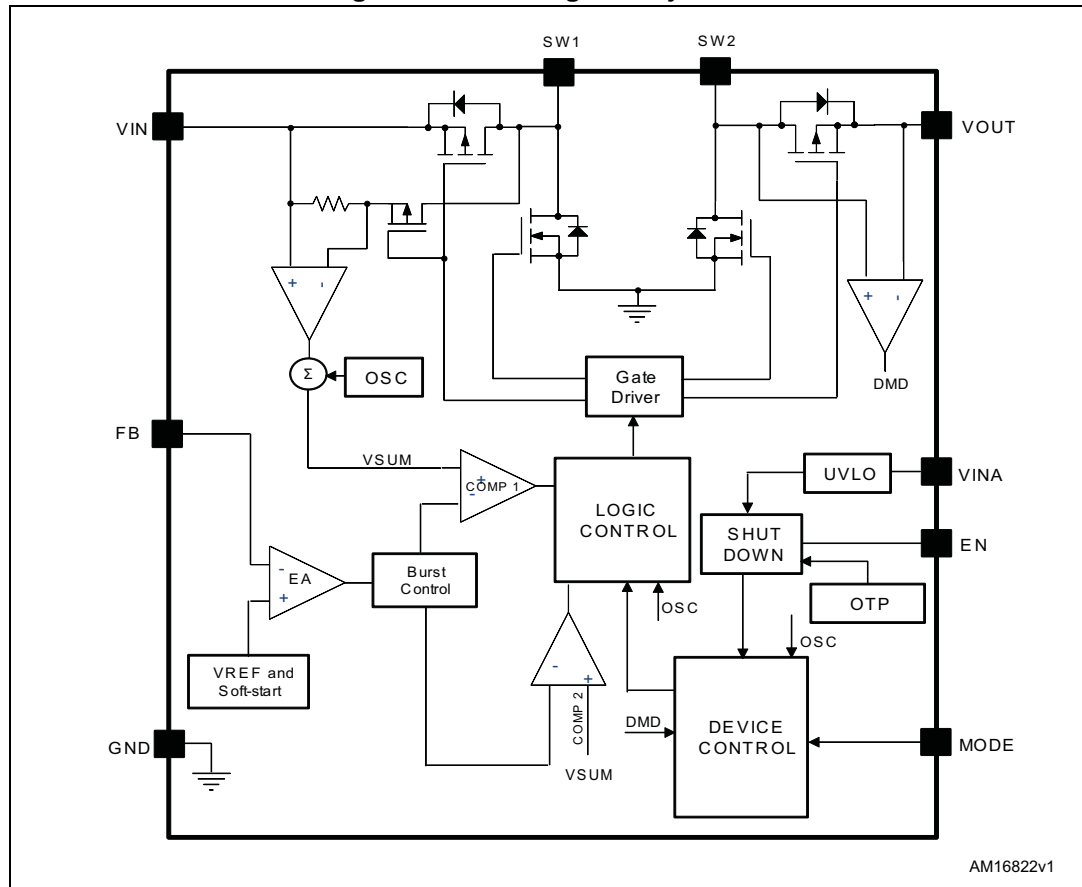 SW1
SW2
VIN
VOUT
+ -
+ -
Σ
OSC
Gate
Driver
DMD
FB
VSUM
+
-
COMP 1
LOGIC
CONTROL
UVLO
VINA
SHUT
DOWN
EN
-
EA
+
Burst
Control
OSC
OTP
OSC
VREF and
Soft-start
- +
COMP 2
VSUM
DMD
DEVICE
CONTROL
GND
MODE
AM16822v1